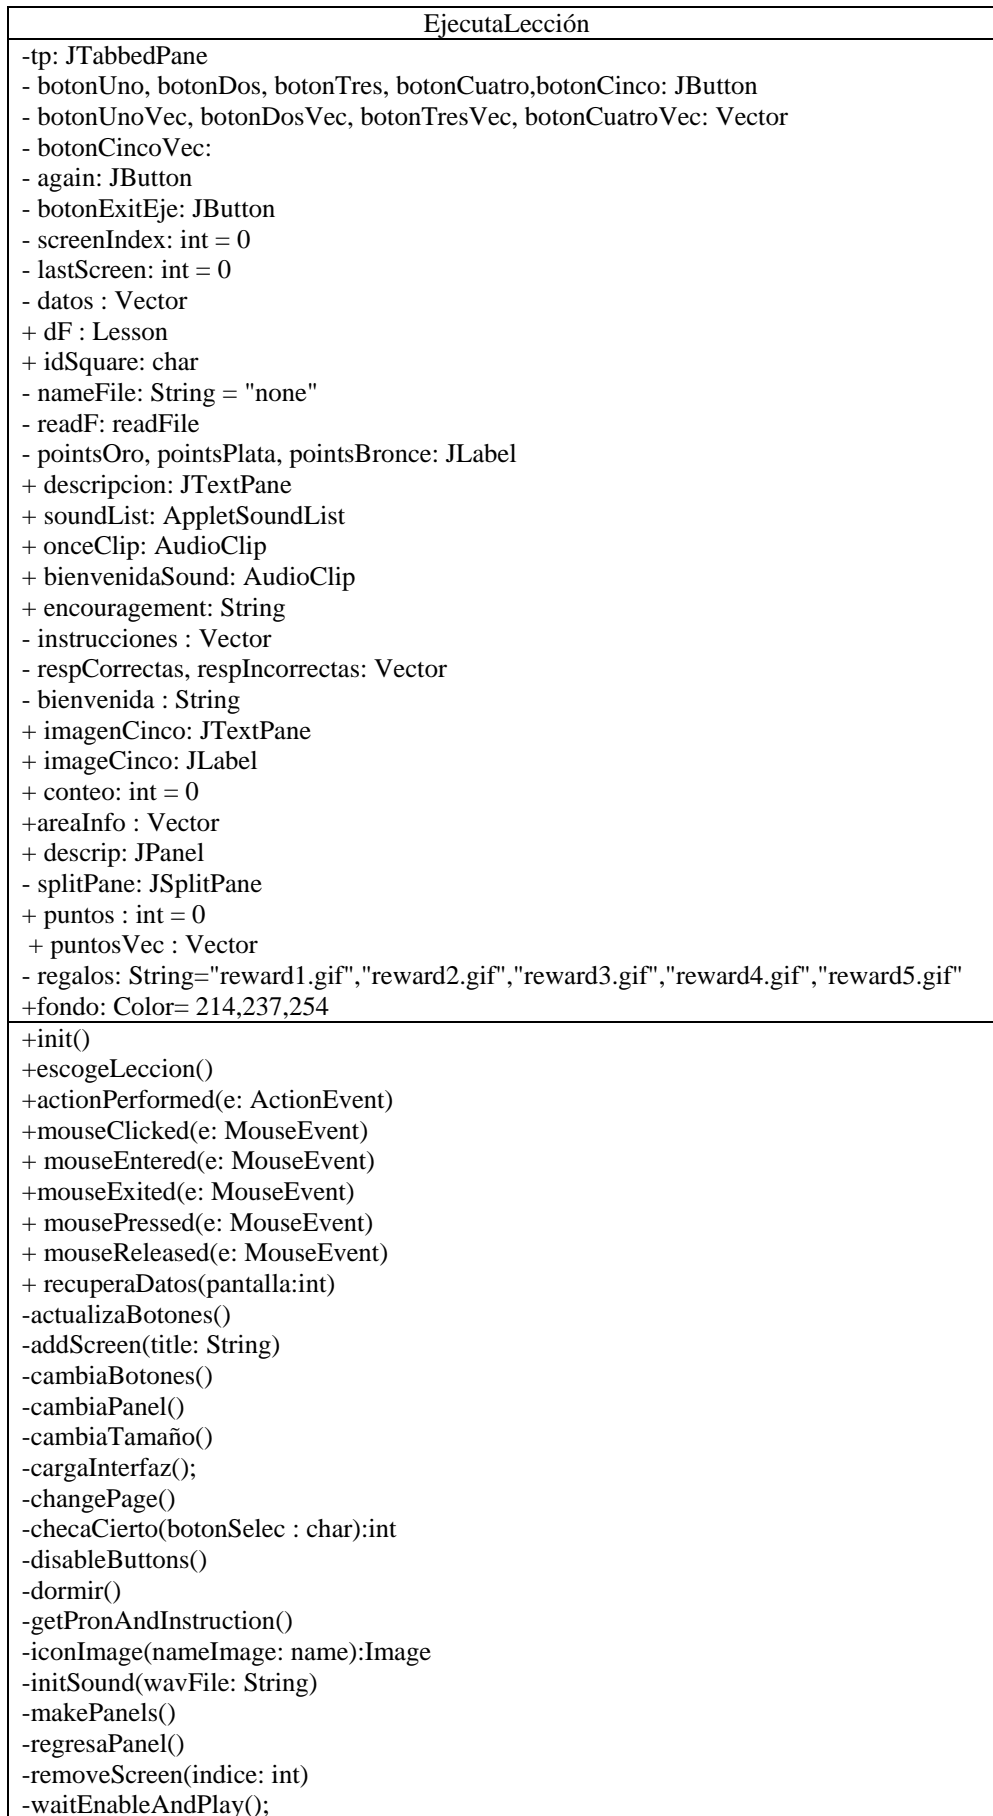 EjecutaLección
-tp: JTabbedPane
- botonUno, botonDos, botonTres, botonCuatro,botonCinco: JButton
- botonUnoVec, botonDosVec, botonTresVec, botonCuatroVec: Vector
- botonCincoVec:
- again: JButton
- botonExitEje: JButton
- screenIndex: int = 0
- lastScreen: int = 0
- datos : Vector
+ dF : Lesson
+ idSquare: char
- nameFile: String = "none"
- readF: readFile
- pointsOro, pointsPlata, pointsBronce: JLabel
+ descripcion: JTextPane
+ soundList: AppletSoundList
+ onceClip: AudioClip
+ bienvenidaSound: AudioClip
+ encouragement: String
- instrucciones : Vector
- respCorrectas, respIncorrectas: Vector
- bienvenida : String
+ imagenCinco: JTextPane
+ imageCinco: JLabel
+ conteo: int = 0
+areaInfo : Vector
+ descrip: JPanel
- splitPane: JSplitPane
+ puntos : int = 0
+ puntosVec : Vector
- regalos: String="reward1.gif","reward2.gif","reward3.gif","reward4.gif","reward5.gif"
+fondo: Color= 214,237,254
+init()
+escogeLeccion()
+actionPerformed(e: ActionEvent)
+mouseClicked(e: MouseEvent)
+ mouseEntered(e: MouseEvent)
+mouseExited(e: MouseEvent)
+ mousePressed(e: MouseEvent)
+ mouseReleased(e: MouseEvent)
+ recuperaDatos(pantalla:int)
-actualizaBotones()
-addScreen(title: String)
-cambiaBotones()
-cambiaPanel()
-cambiaTamaño()
-cargaInterfaz();
-changePage()
-checaCierto(botonSelec : char):int
-disableButtons()
-dormir()
-getPronAndInstruction()
-iconImage(nameImage: name):Image
-initSound(wavFile: String)
-makePanels()
-regresaPanel()
-removeScreen(indice: int)
-waitEnableAndPlay();